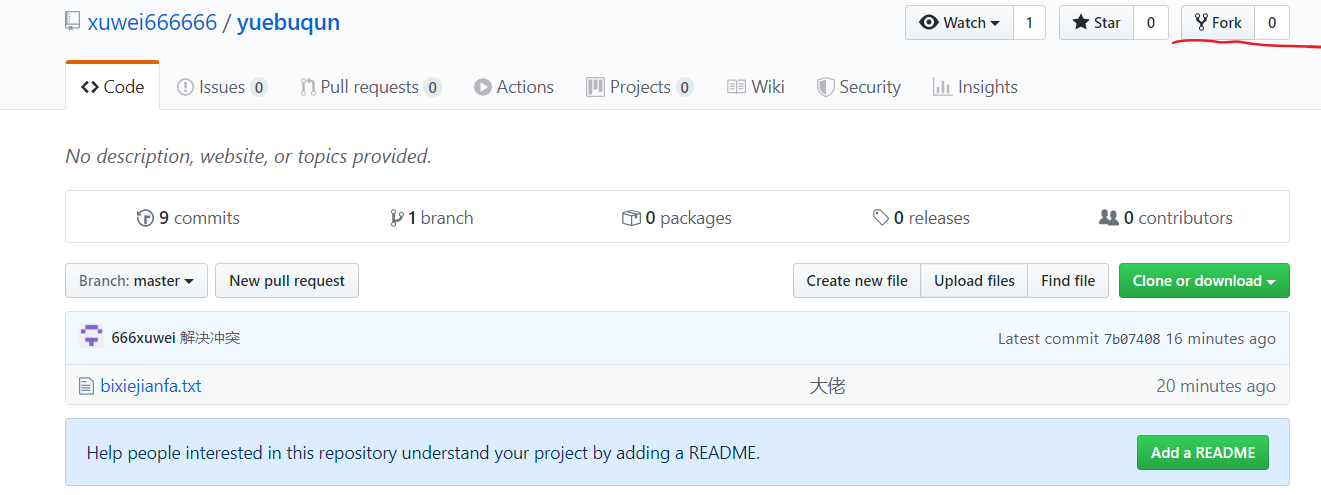 xuwei666666 / yuebuqun Watch 1 Star 0 Fork 0
Code Issues 0 Pull requests 0 Actions Projects 0 Wiki Security Insights
No description, website, or topics provided.
9 commits 1 branch 0 packages 0 releases 0 contributors
Branch: master New pull request Create new file Upload files Find file Clone or download
666xuwei 解决冲突 Latest commit 7b07408 16 minutes ago
bixiejianfa.txt 大佬 20 minutes ago
Help people interested in this repository understand your project by adding a README. Add a README